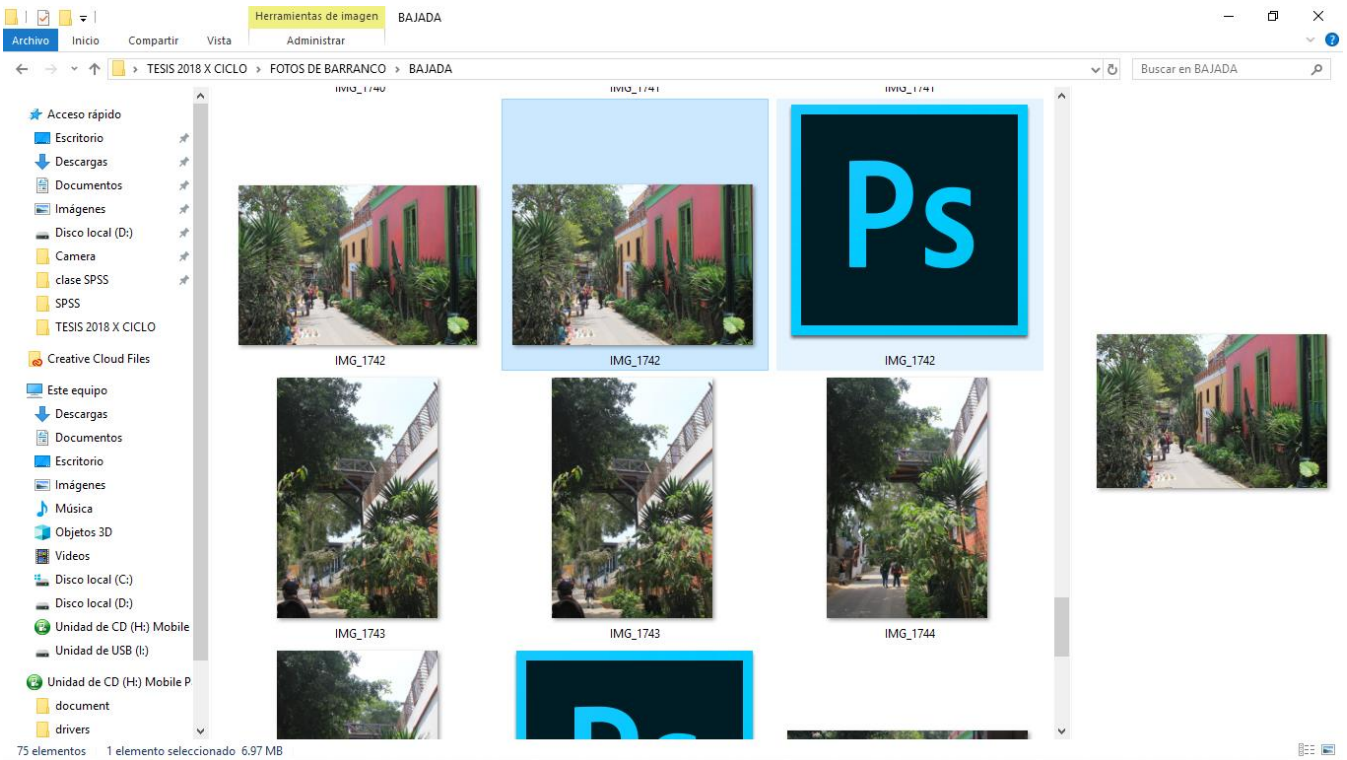 Herramientas de imagen BAJADA
Archivo Inicio Compartir Vista Administrar
TESIS 2018 X CICLO > FOTOS DE BARRANCO > BAJADA
Buscar en BAJADA
Acceso rápido
Escritorio
Descargas
Documentos
Imágenes
Disco local (D:)
Camera
clase SPSS
SPSS
TESIS 2018 X CICLO
Creative Cloud Files
Este equipo
Descargas
Documentos
Escritorio
Imágenes
Música
Objetos 3D
Videos
Disco local (C:)
Disco local (D:)
Unidad de CD (H:) Mobile
Unidad de USB (I:)
Unidad de CD (H:) Mobile P
document
drivers
IMG_1740 IMG_1741 IMG_1741
Ps
IMG_1742 IMG_1742 IMG_1742
IMG_1743 IMG_1743 IMG_1744
Ps
75 elementos 1 elemento seleccionado 6.97 MB